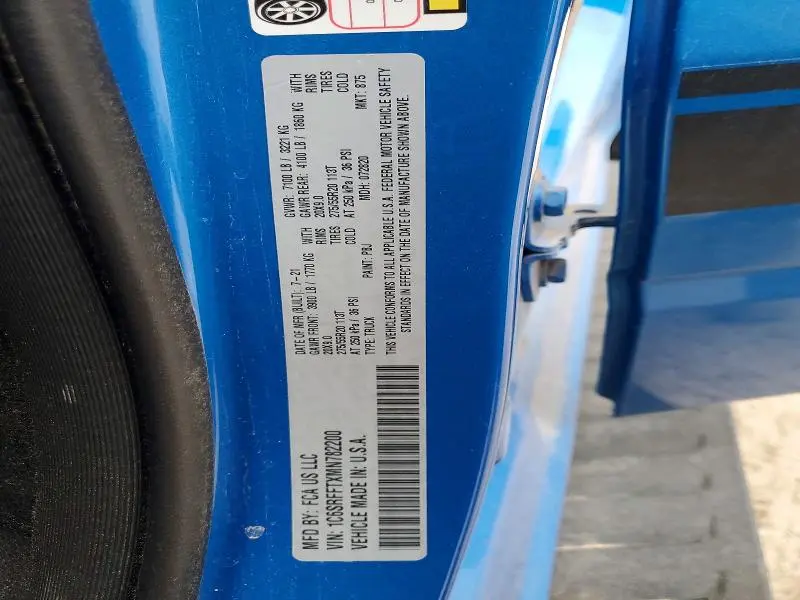 MFD BY: FCA US LLC
VIN: 1C6SRFFTXMN782200
VEHICLE MADE IN: U.S.A.
DATE OF MFR (BUILT): 7-21
GAWR FRONT: 3900 LB / 1770 KG WITH
20X9.0 RIMS
275/55R20 113T TIRES
AT 250 kPa / 36 PSI COLD
TYPE: TRUCK PAINT: PBJ
GVWR: 7100 LB / 3221 KG
GAWR REAR: 4100 LB / 1860 KG WITH
20X9.0 RIMS
275/55R20 113T TIRES
AT 250 kPa / 36 PSI COLD
MDH: 072820 MKT: 875
THIS VEHICLE CONFORMS TO ALL APPLICABLE U.S.A. FEDERAL MOTOR VEHICLE SAFETY
STANDARDS IN EFFECT ON THE DATE OF MANUFACTURE SHOWN ABOVE.